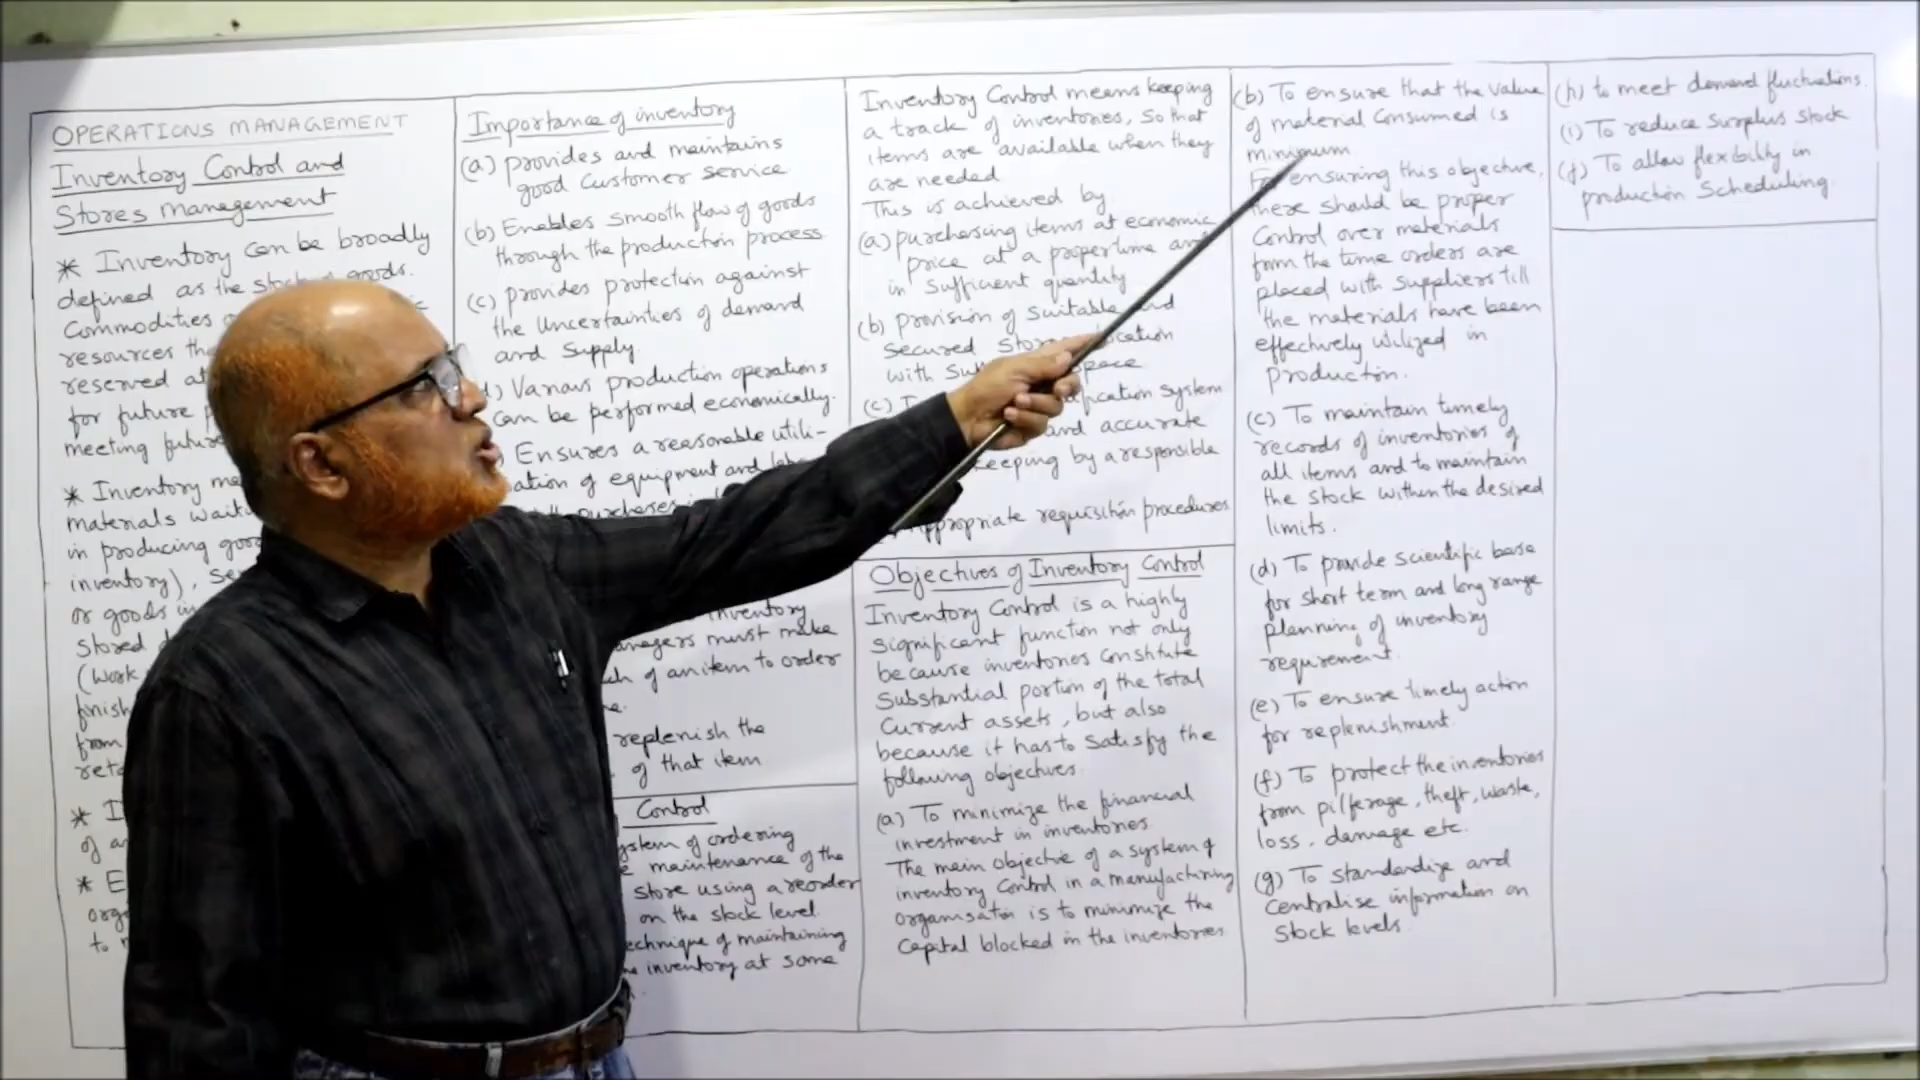 OPERATIONS MANAGEMENT
Inventory Control and
Stores Management
* Inventory can be broadly
defined as the stock of goods.
Commodities
resources
reserved at
for future
meeting future
* Inventory
materials
in producing
inventory),
or goods in
stored
(work
from
*
of
*
to
Importance of inventory
(a) provides and maintains
good customer service
(b) Enables smooth flow of goods
through the production process
(c) provides protection against
the uncertainties of demand
and supply.
) Various production operations
can be performed economically.
Ensures a reasonable utili-
ation of equipment and
inventory
anagers must make
ch of an item to order
replenish the
of that item
Control
ystem of ordering
maintenance of the
store using a reorder
on the stock level.
echnique of maintaining
inventory at some
Inventory Control means keeping
a track of inventories, so that
items are available when they
are needed
This is achieved by
(a) purchasing items at economic
price at a proper time and
in sufficient quantity
(b) provision of suitable and
secured
with space
(c) system
and accurate
keeping by a responsible
Appropriate requisition procedures
Objectives of Inventory Control
Inventory Control is a highly
significant function not only
because inventories constitute
substantial portion of the total
current assets, but also
because it has to satisfy the
following objectives.
(a) To minimize the financial
investment in inventories
The main objective of a system of
inventory control in a manufacturing
organisation is to minimize the
capital blocked in the inventories
(b) To ensure that the value
of material consumed is
minimum
For ensuring this objective,
there should be proper
control over materials
from the time orders are
placed with suppliers till
the materials have been
effectively utilized in
production.
(c) To maintain timely
records of inventories of
all items and to maintain
the stock within the desired
limits.
(d) To provide scientific base
for short term and long range
planning of inventory
requirement.
(e) To ensure timely action
for replenishment.
(f) To protect the inventories
from pilferage, theft, waste,
loss, damage etc.
(g) To standardize and
centralise information on
stock levels.
(h) to meet demand fluctuations.
(i) To reduce surplus stock
(j) To allow flexibility in
production scheduling.